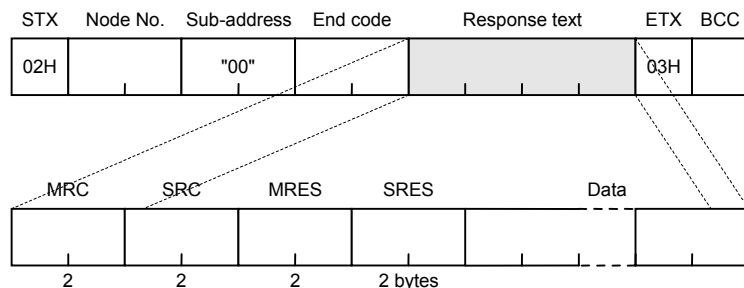 STX Node No. Sub-address End code Response text ETX BCC
02H "00" 03H
MRC SRC MRES SRES Data
2 2 2 2 bytes